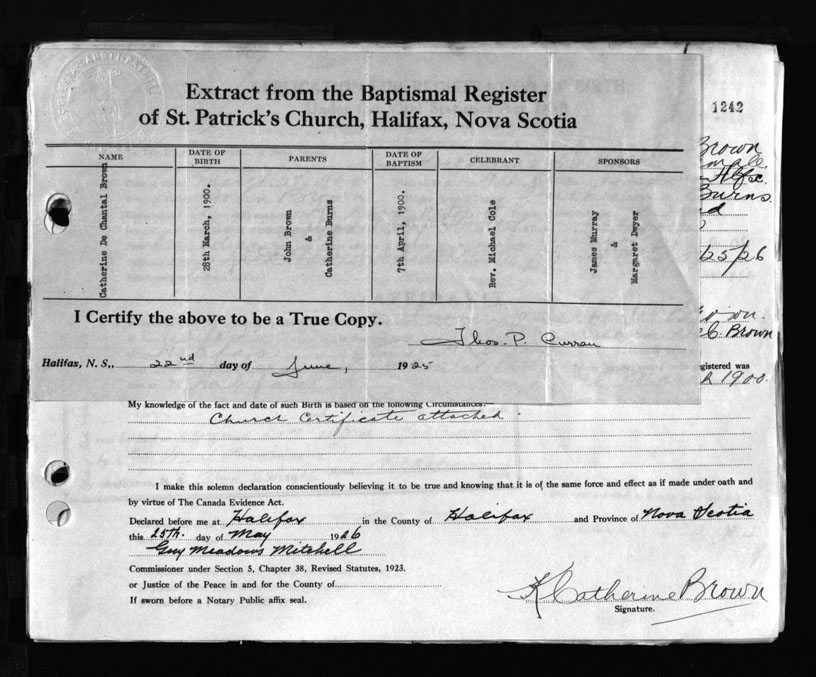 Extract from the Baptismal Register
of St. Patrick's Church, Halifax, Nova Scotia
1242
NAME DATE OF BIRTH PARENTS DATE OF BAPTISM CELEBRANT SPONSORS
Catherine De Chantal Brown
28th March, 1900.
John Brown
&
Catherine Burns
7th April, 1900.
Rev. Michael Cole
James Murray
&
Margaret Dwyer
Brown
Burns
25/26
I Certify the above to be a True Copy.
Thos. P. Curran
C. Brown
Halifax, N. S., 22nd day of June, 1925
registered was
1900.
My knowledge of the fact and date of such Birth is based on the following Circumstances:
Church Certificate attached.
I make this solemn declaration conscientiously believing it to be true and knowing that it is of the same force and effect as if made under oath and
by virtue of The Canada Evidence Act.
Declared before me at Halifax in the County of Halifax and Province of Nova Scotia
this 25th. day of May 1926
Guy Meadows Mitchell
Commissioner under Section 5, Chapter 38, Revised Statutes, 1923.
or Justice of the Peace in and for the County of
If sworn before a Notary Public affix seal.
X Catherine Brown
Signature.